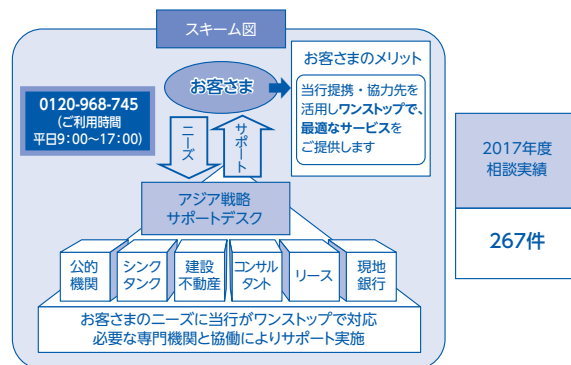 スキーム図
お客さまのメリット
当行提携・協力先を
活用しワンストップで、
最適なサービスを
ご提供します
お客さま
0120-968-745
(ご利用時間
平日9:00~17:00)
ニーズ
サポート
アジア戦略
サポートデスク
公的
機関
シンク
タンク
建設
不動産
コンサル
タント
リース
現地
銀行
お客さまのニーズに当行がワンストップで対応
必要な専門機関と協働によりサポート実施
2017年度
相談実績
267件